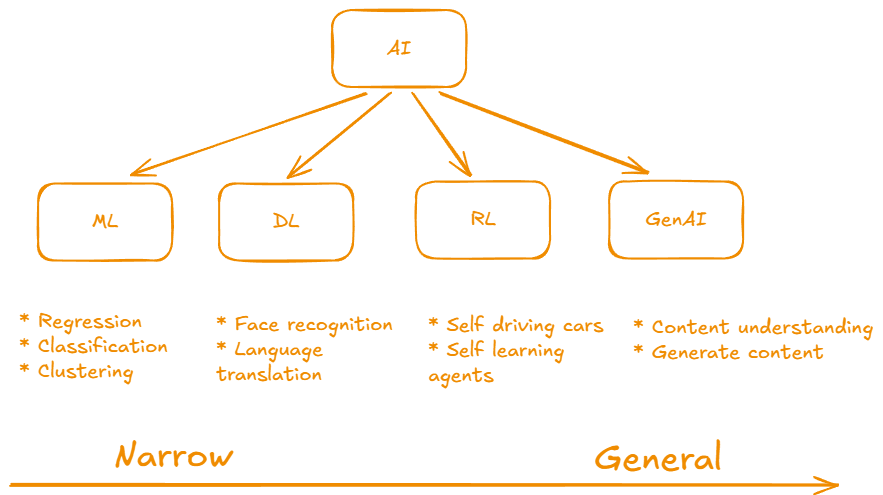 AI
ML
DL
RL
GenAI
* Regression
* Classification
* Clustering
* Face recognition
* Language
translation
* Self driving cars
* Self learning
agents
* Content understanding
* Generate content
Narrow
General